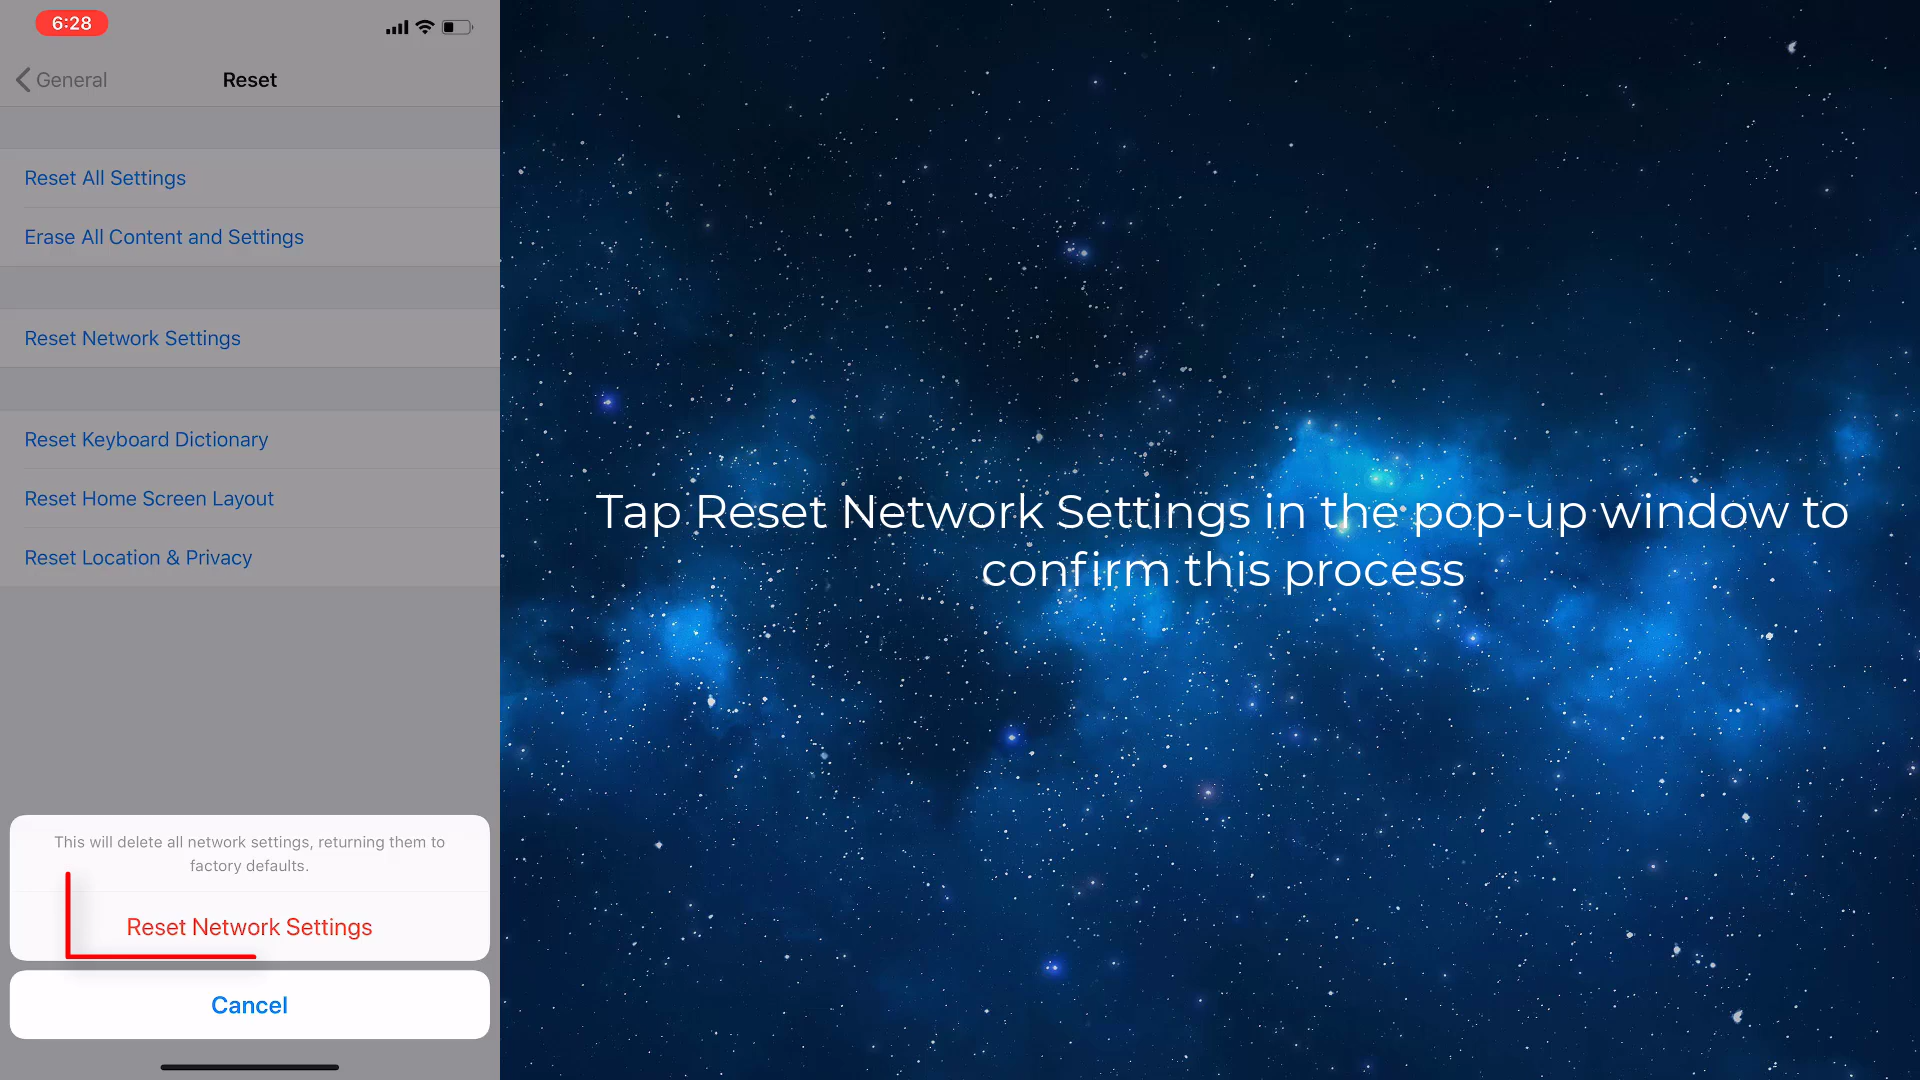 6:28
General
Reset
Reset All Settings
Erase All Content and Settings
Reset Network Settings
Reset Keyboard Dictionary
Reset Home Screen Layout
Reset Location & Privacy
This will delete all network settings, returning them to
factory defaults.
Reset Network Settings
Cancel
Tap Reset Network Settings in the pop-up window to
confirm this process